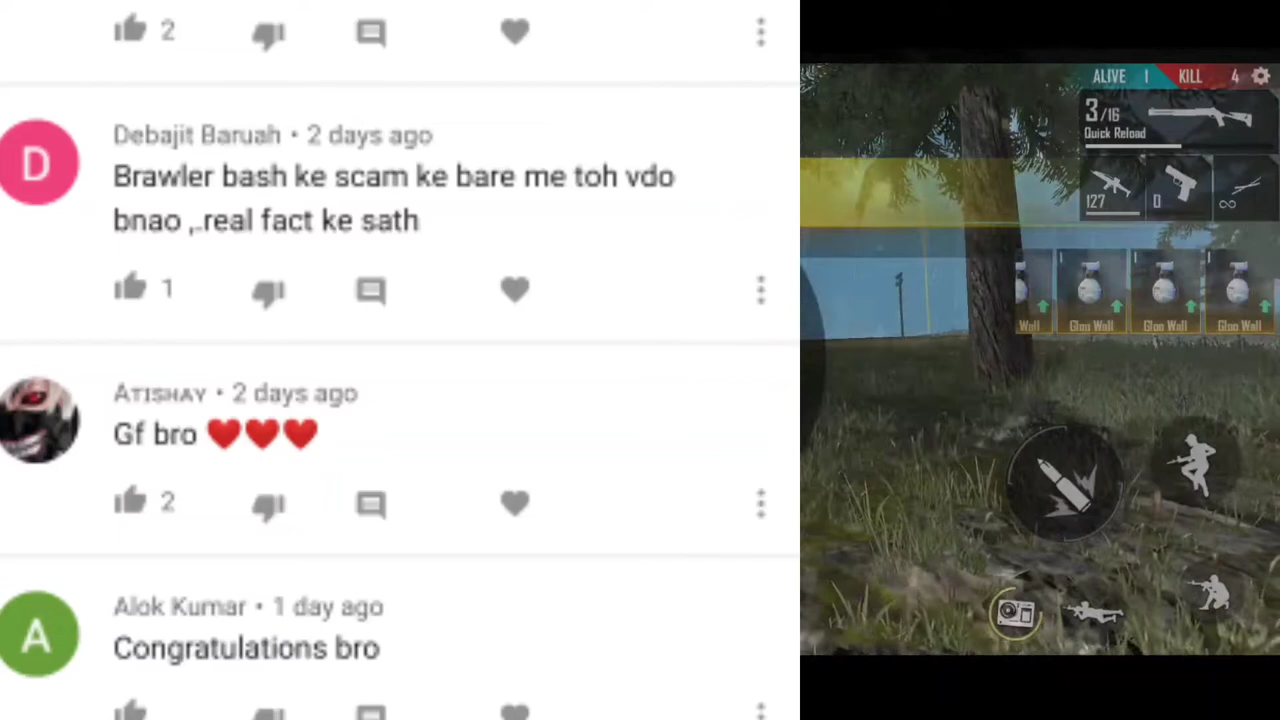 2
Debajit Baruah • 2 days ago
Brawler bash ke scam ke bare me toh vdo
bnao ,.real fact ke sath
1
ATISHAY • 2 days ago
Gf bro ❤️❤️❤️
2
A
Alok Kumar • 1 day ago
Congratulations bro
D
ALIVE 1 KILL 4
3/16
Quick Reload
127 0 ∞
Wall Gloo Wall Gloo Wall Gloo Wall